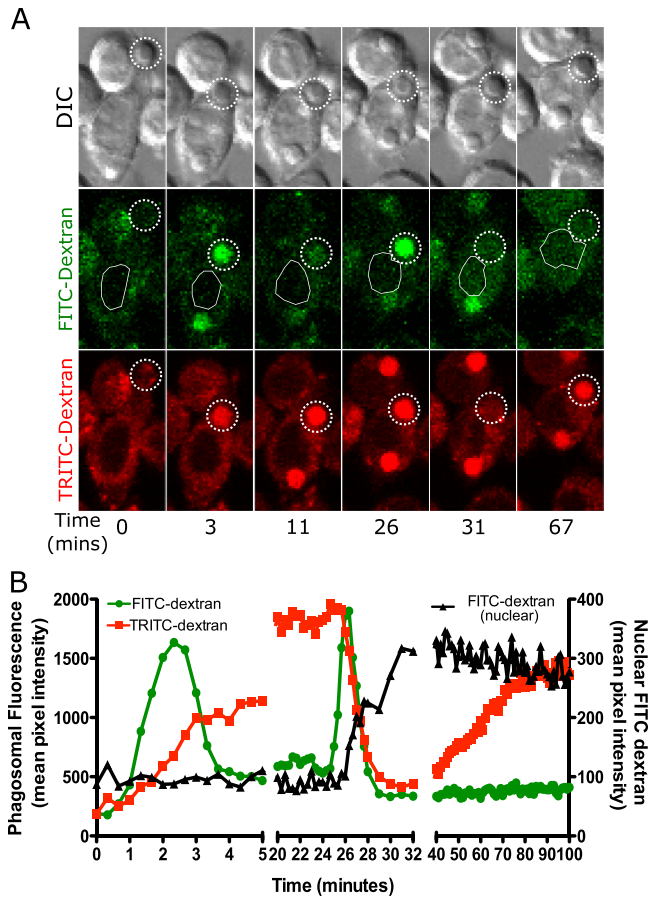 A
DIC
FITC-Dextran
TRITC-Dextran
Time (mins) 0 3 11 26 31 67
B
FITC-dextran
TRITC-dextran
FITC-dextran (nuclear)
Phagosomal Fluorescence (mean pixel intensity)
2000
1500
1000
500
0
Nuclear FITC dextran (mean pixel intensity)
400
300
200
100
0
0 1 2 3 4 5 20 22 24 26 28 30 32 40 50 60 70 80 90 100
Time (minutes)